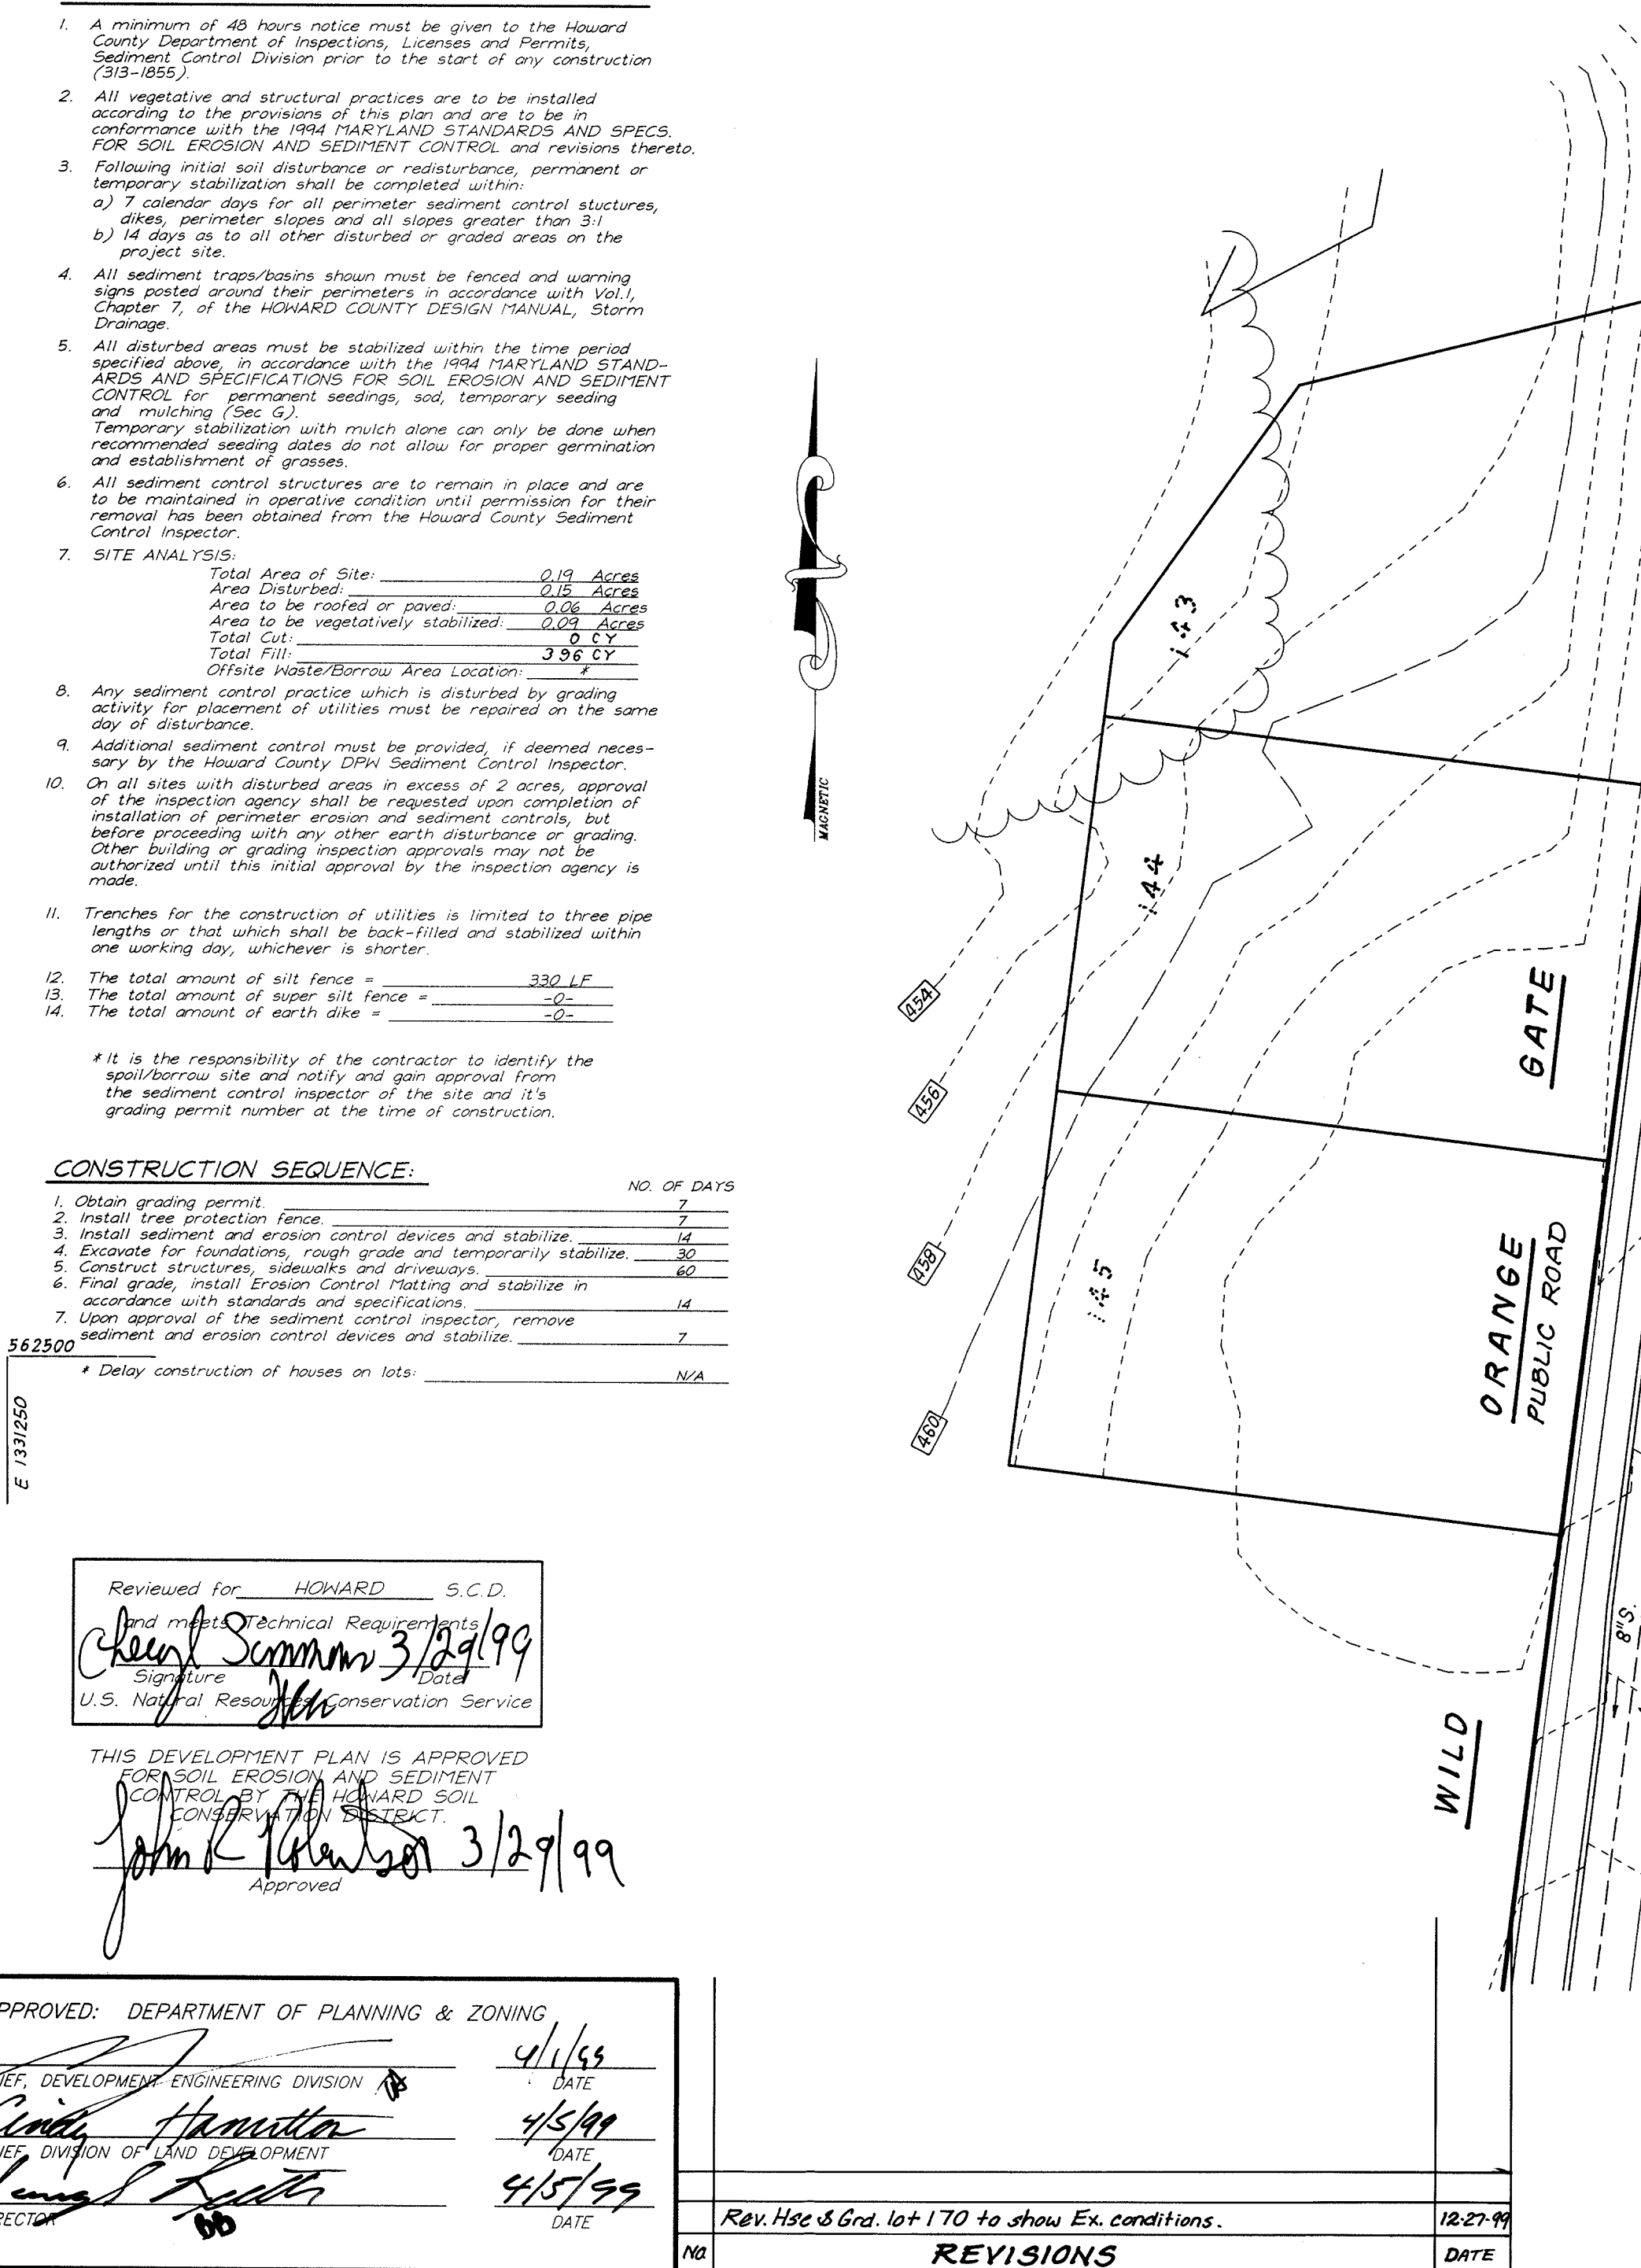 1. A minimum of 48 hours notice must be given to the Howard
County Department of Inspections, Licenses and Permits,
Sediment Control Division prior to the start of any construction
(313-1855).
2. All vegetative and structural practices are to be installed
according to the provisions of this plan and are to be in
conformance with the 1994 MARYLAND STANDARDS AND SPECS.
FOR SOIL EROSION AND SEDIMENT CONTROL and revisions thereto.
3. Following initial soil disturbance or redisturbance, permanent or
temporary stabilization shall be completed within:
a) 7 calendar days for all perimeter sediment control stuctures,
dikes, perimeter slopes and all slopes greater than 3:1
b) 14 days as to all other disturbed or graded areas on the
project site.
4. All sediment traps/basins shown must be fenced and warning
signs posted around their perimeters in accordance with Vol.1,
Chapter 7, of the HOWARD COUNTY DESIGN MANUAL, Storm
Drainage.
5. All disturbed areas must be stabilized within the time period
specified above, in accordance with the 1994 MARYLAND STAND-
ARDS AND SPECIFICATIONS FOR SOIL EROSION AND SEDIMENT
CONTROL for permanent seedings, sod, temporary seeding
and mulching (Sec G).
Temporary stabilization with mulch alone can only be done when
recommended seeding dates do not allow for proper germination
and establishment of grasses.
6. All sediment control structures are to remain in place and are
to be maintained in operative condition until permission for their
removal has been obtained from the Howard County Sediment
Control Inspector.
7. SITE ANALYSIS:
Total Area of Site: 0.19 Acres
Area Disturbed: 0.15 Acres
Area to be roofed or paved: 0.06 Acres
Area to be vegetatively stabilized: 0.09 Acres
Total Cut: 0 CY
Total Fill: 396 CY
Offsite Waste/Borrow Area Location: *
8. Any sediment control practice which is disturbed by grading
activity for placement of utilities must be repaired on the same
day of disturbance.
9. Additional sediment control must be provided, if deemed neces-
sary by the Howard County DPW Sediment Control Inspector.
10. On all sites with disturbed areas in excess of 2 acres, approval
of the inspection agency shall be requested upon completion of
installation of perimeter erosion and sediment controls, but
before proceeding with any other earth disturbance or grading.
Other building or grading inspection approvals may not be
authorized until this initial approval by the inspection agency is
made.
11. Trenches for the construction of utilities is limited to three pipe
lengths or that which shall be back-filled and stabilized within
one working day, whichever is shorter.
12. The total amount of silt fence = 330 LF
13. The total amount of super silt fence = -0-
14. The total amount of earth dike = -0-
* It is the responsibility of the contractor to identify the
spoil/borrow site and notify and gain approval from
the sediment control inspector of the site and it's
grading permit number at the time of construction.
CONSTRUCTION SEQUENCE:
NO. OF DAYS
1. Obtain grading permit. 7
2. Install tree protection fence. 7
3. Install sediment and erosion control devices and stabilize. 14
4. Excavate for foundations, rough grade and temporarily stabilize. 30
5. Construct structures, sidewalks and driveways. 60
6. Final grade, install Erosion Control Matting and stabilize in
accordance with standards and specifications. 14
7. Upon approval of the sediment control inspector, remove
sediment and erosion control devices and stabilize. 7
* Delay construction of houses on lots: N/A
562500
E 1331250
Reviewed for HOWARD S.C.D.
and meets Technical Requirements
Cheryl Simmons 3/29/99
Signature Date
U.S. Natural Resources Conservation Service
THIS DEVELOPMENT PLAN IS APPROVED
FOR SOIL EROSION AND SEDIMENT
CONTROL BY THE HOWARD SOIL
CONSERVATION DISTRICT.
John R Robertson 3/29/99
Approved
PPROVED: DEPARTMENT OF PLANNING & ZONING
4/1/99
IEF, DEVELOPMENT ENGINEERING DIVISION DATE
Cindy Hamilton 4/5/99
IEF, DIVISION OF LAND DEVELOPMENT DATE
4/5/99
RECTOR DATE
MAGNETIC
143
144
145
454
456
458
460
GATE
ORANGE
PUBLIC ROAD
WILD
8"S.
Rev. Hse & Grd. lot 170 to show Ex. conditions. 12-27-99
No. REVISIONS DATE